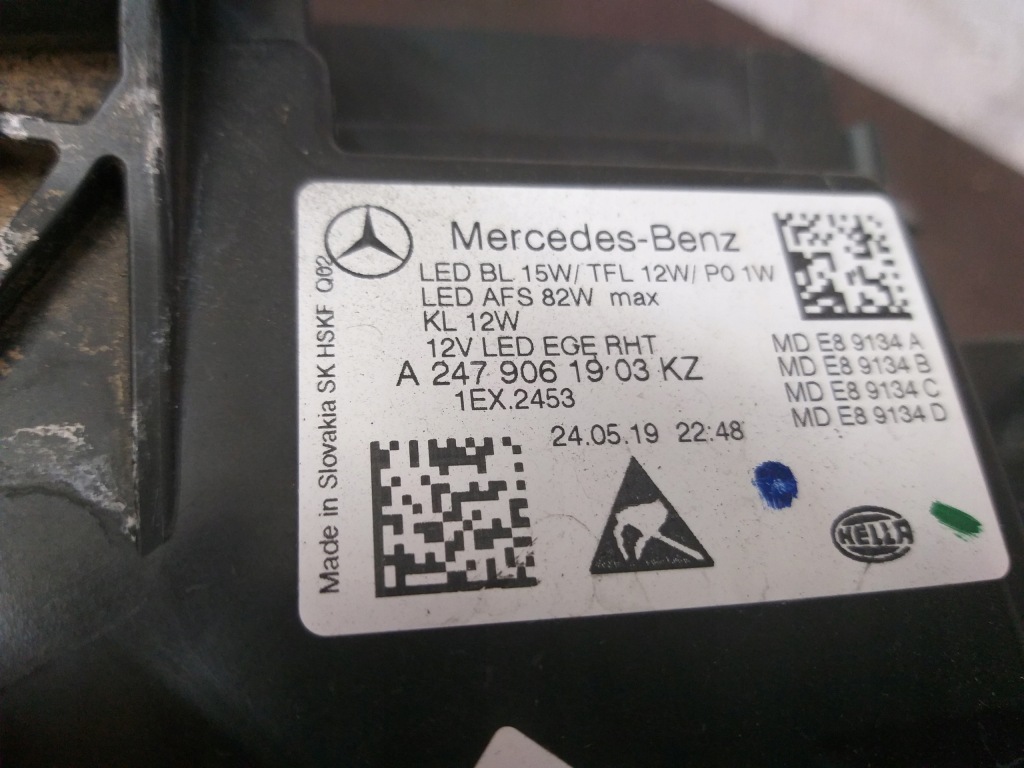 Mercedes-Benz
LED BL 15W/ TFL 12W/ PO 1W
LED AFS 82W max
KL 12W
12V LED EGE RHT
A 247 906 19 03 KZ
1EX.2453
24.05.19 22:48
MD E8 9134 A
MD E8 9134 B
MD E8 9134 C
MD E8 9134 D
Made in Slovakia SK HSKF Q02
HELLA